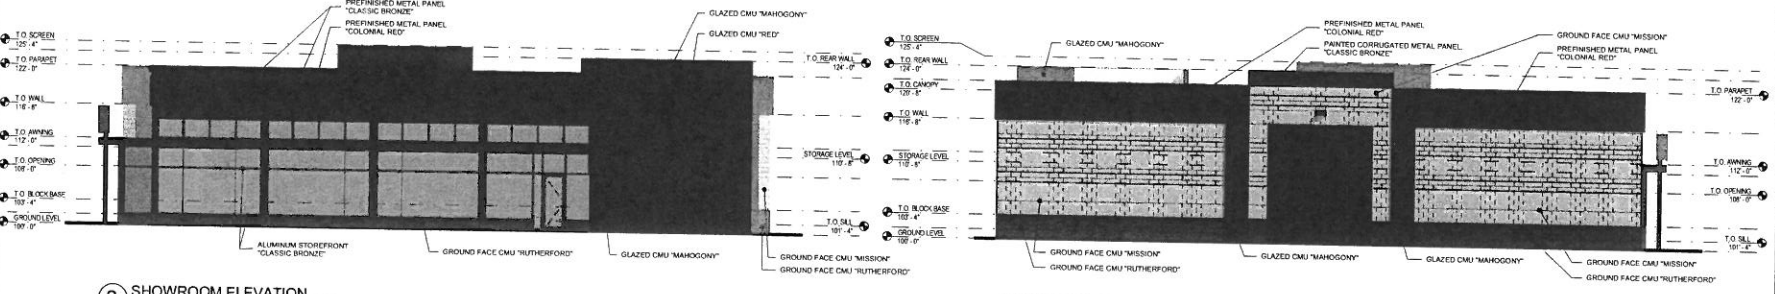 PREFINISHED METAL PANEL
"CLASSIC BRONZE"
PREFINISHED METAL PANEL
"COLONIAL RED"
GLAZED CMU "MAHOGONY"
GLAZED CMU "RED"
T.O. SCREEN
125'-4"
T.O. PARAPET
122'-0"
T.O. WALL
116'-8"
T.O. AWNING
112'-0"
T.O. OPENING
108'-0"
T.O. BLOCK BASE
103'-4"
GROUND LEVEL
100'-0"
T.O. REAR WALL
124'-0"
STORAGE LEVEL
110'-8"
T.O. SILL
101'-4"
ALUMINUM STOREFRONT
"CLASSIC BRONZE"
GROUND FACE CMU "RUTHERFORD"
GLAZED CMU "MAHOGONY"
GROUND FACE CMU "MISSION"
GROUND FACE CMU "RUTHERFORD"
SHOWROOM ELEVATION
T.O. SCREEN
125'-4"
T.O. REAR WALL
124'-0"
T.O. CANOPY
120'-8"
T.O. WALL
116'-8"
STORAGE LEVEL
110'-8"
T.O. BLOCK BASE
103'-4"
GROUND LEVEL
100'-0"
GLAZED CMU "MAHOGONY"
PREFINISHED METAL PANEL
"COLONIAL RED"
PAINTED CORRUGATED METAL PANEL
"CLASSIC BRONZE"
GROUND FACE CMU "MISSION"
PREFINISHED METAL PANEL
"COLONIAL RED"
T.O. PARAPET
122'-0"
T.O. AWNING
112'-0"
T.O. OPENING
108'-0"
T.O. SILL
101'-4"
GROUND FACE CMU "MISSION"
GROUND FACE CMU "RUTHERFORD"
GLAZED CMU "MAHOGONY"
GLAZED CMU "MAHOGONY"
GROUND FACE CMU "MISSION"
GROUND FACE CMU "RUTHERFORD"